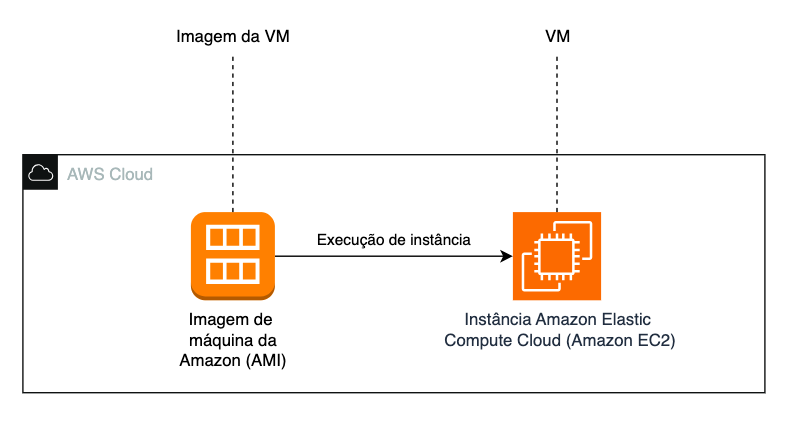 Imagem da VM
VM
AWS Cloud
Execução de instância
Imagem de
máquina da
Amazon (AMI)
Instância Amazon Elastic
Compute Cloud (Amazon EC2)